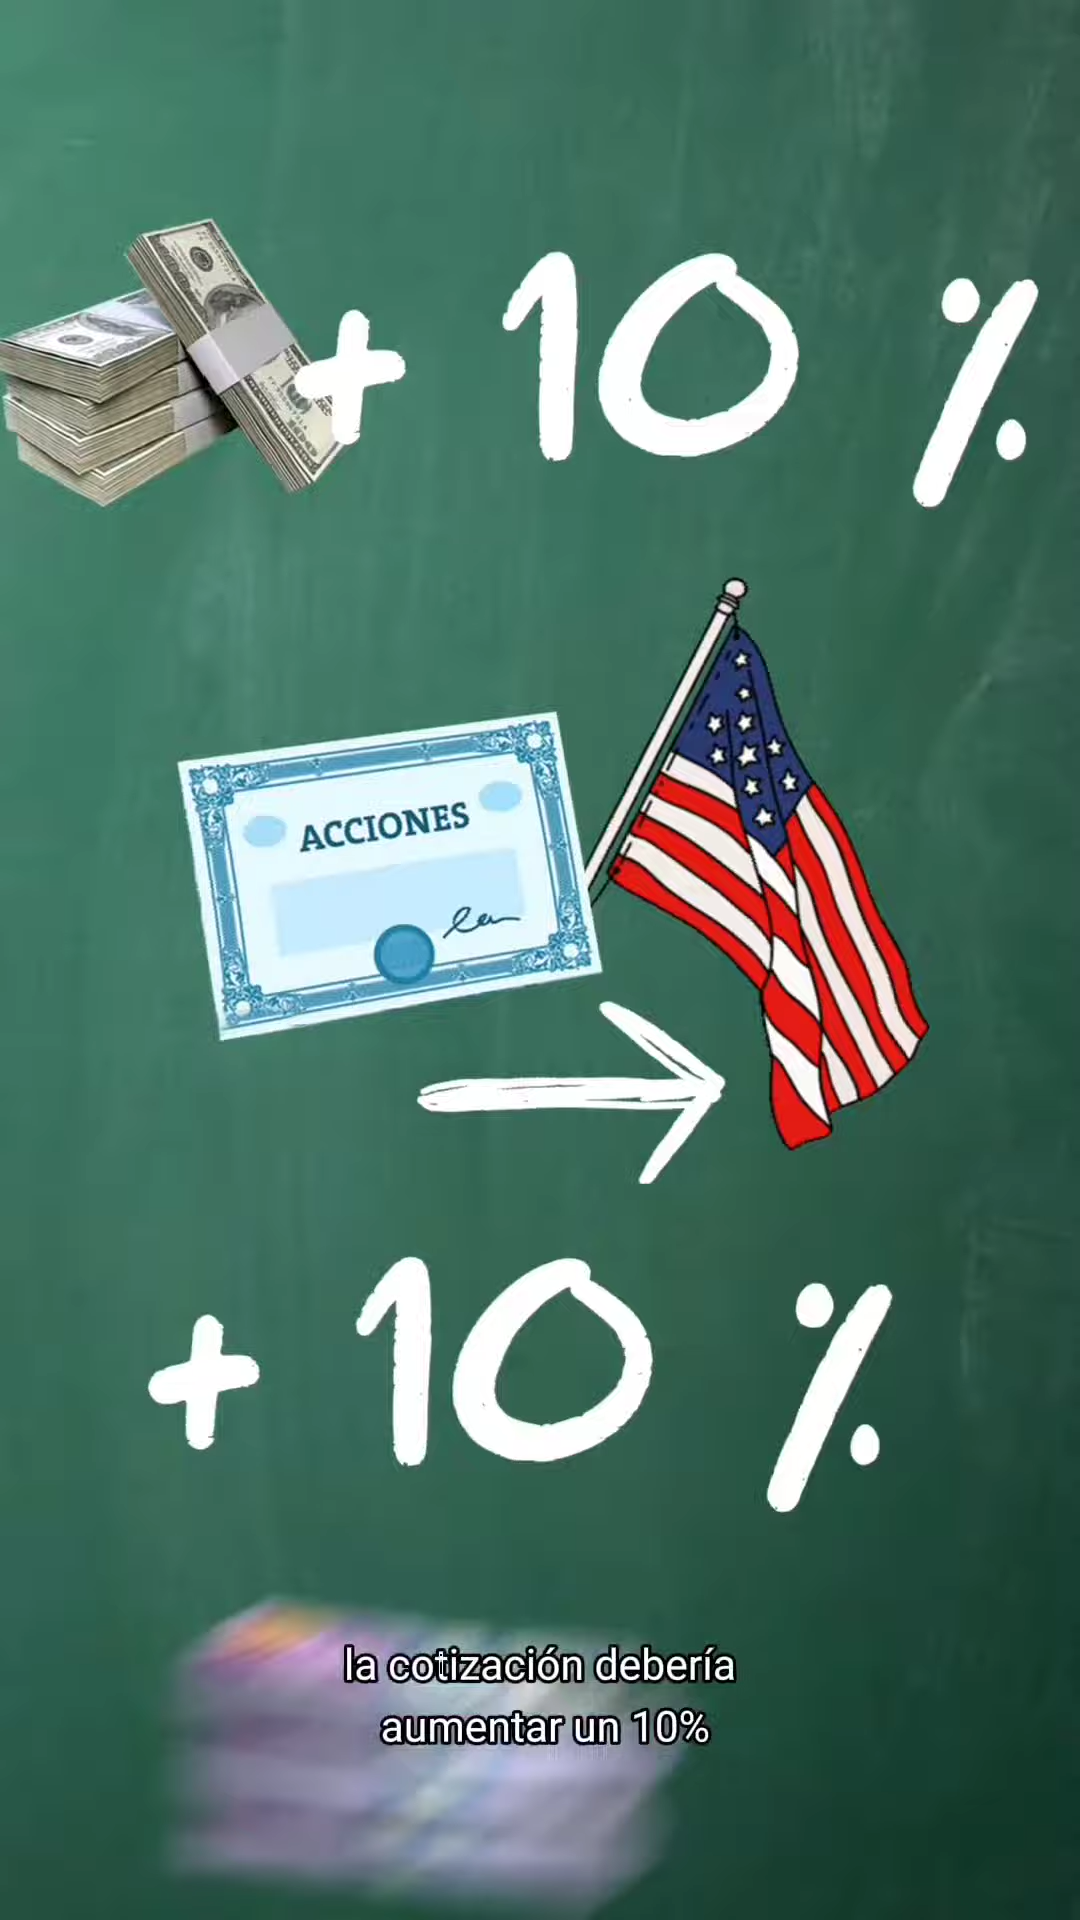 + 10 %
ACCIONES
+ 10 %
la cotización debería
aumentar un 10%